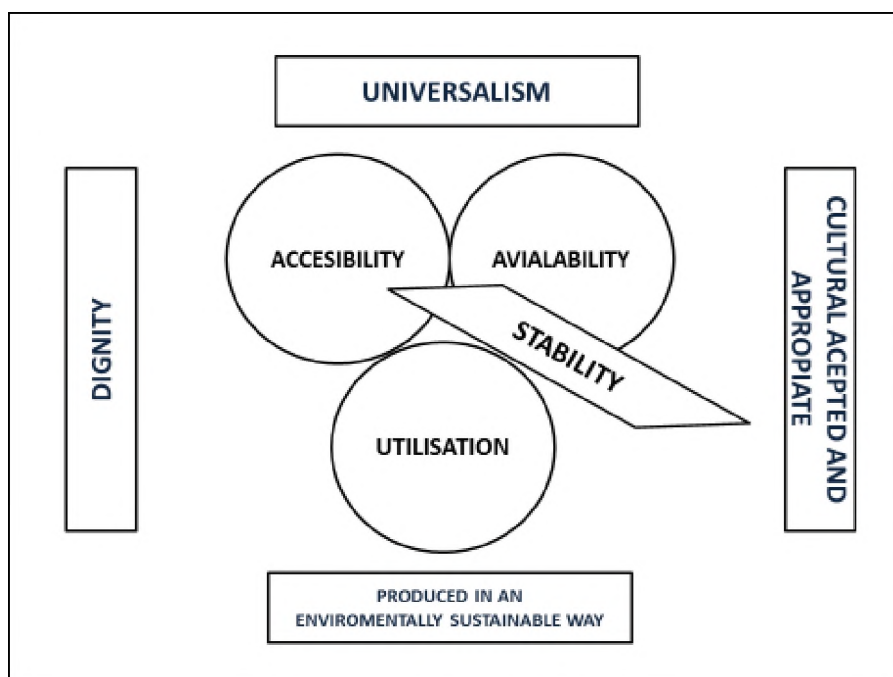 UNIVERSALISM
DIGNITY
ACCESIBILITY
AVIALABILITY
STABILITY
UTILISATION
CULTURAL ACEPTED AND
APPROPIATE
PRODUCED IN AN
ENVIROMENTALLY SUSTAINABLE WAY